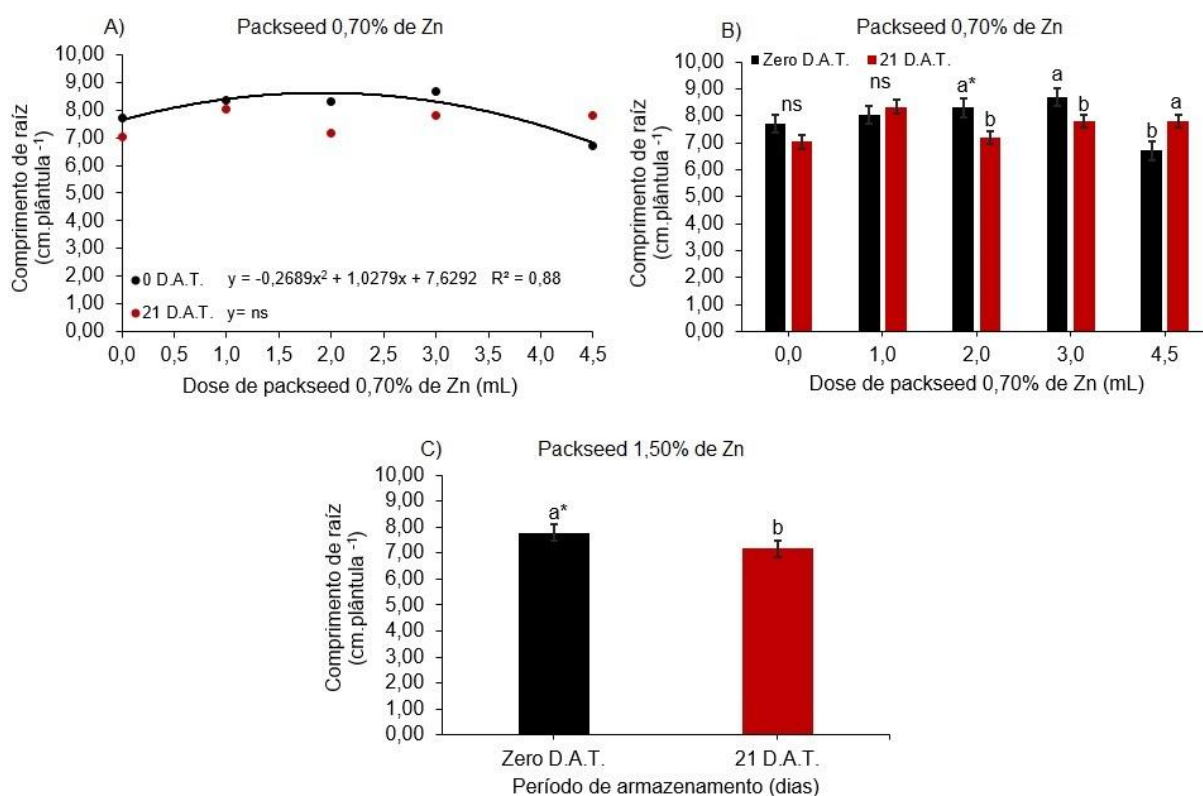 A) Packseed 0,70% de Zn
10,00
9,00
8,00
7,00
6,00
5,00
4,00
3,00
2,00
1,00
0,00
Comprimento de raíz
(cm.plântula ⁻¹)
0 D.A.T. y = -0,2689x² + 1,0279x + 7,6292 R² = 0,88
21 D.A.T. y= ns
0,0 0,5 1,0 1,5 2,0 2,5 3,0 3,5 4,0 4,5
Dose de packseed 0,70% de Zn (mL)
B) Packseed 0,70% de Zn
Zero D.A.T. 21 D.A.T.
10,00
9,00
8,00
7,00
6,00
5,00
4,00
3,00
2,00
1,00
0,00
Comprimento de raíz
(cm.plântula ⁻¹)
ns ns a* b a b b a
0,0 1,0 2,0 3,0 4,5
Dose de packseed 0,70% de Zn (mL)
C) Packseed 1,50% de Zn
10,00
9,00
8,00
7,00
6,00
5,00
4,00
3,00
2,00
1,00
0,00
Comprimento de raíz
(cm.plântula ⁻¹)
a* b
Zero D.A.T. 21 D.A.T.
Período de armazenamento (dias)